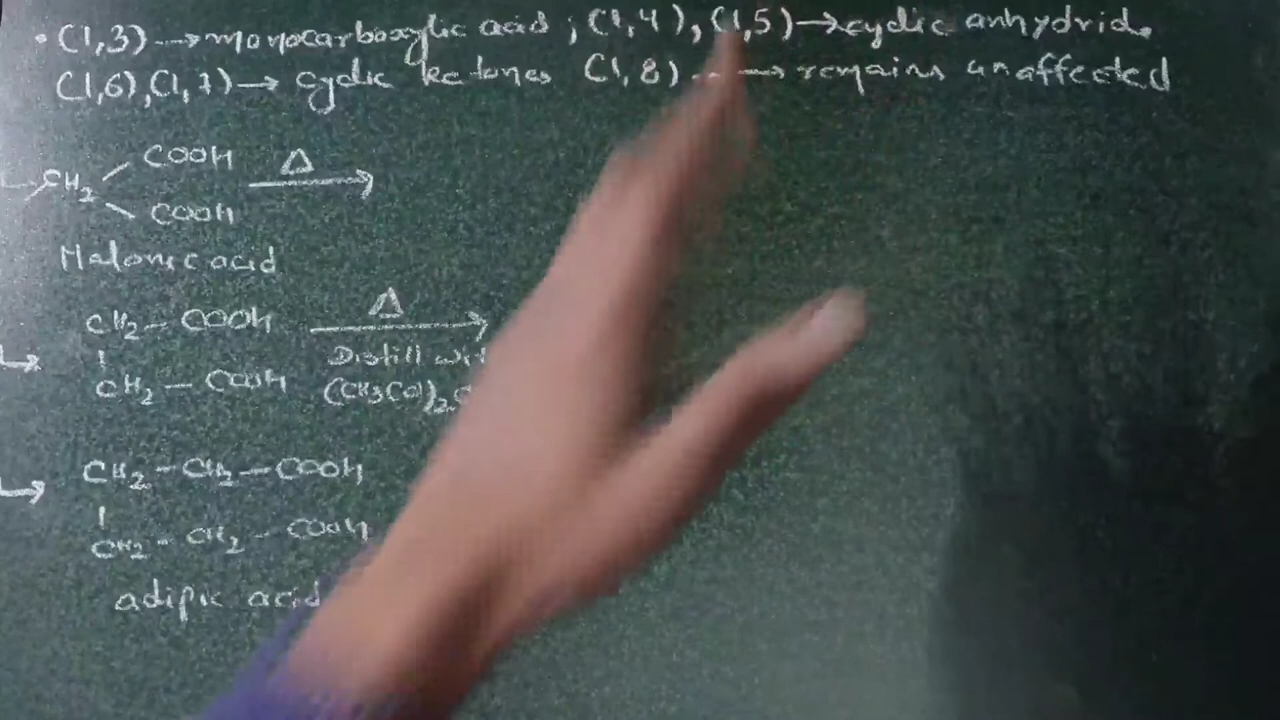 • (1,3) → monocarboxylic acid ; (1,4), (1,5) → cyclic anhydride
(1,6), (1,7) → cyclic ketones (1,8) ... → remains unaffected
CH2 COOH COOH Δ →
Malonic acid
CH2 - COOH Δ →
CH2 - COOH Distill
(CH3CO)2
CH2 - CH2 - COOH
CH2 - CH2 - COOH
adipic acid